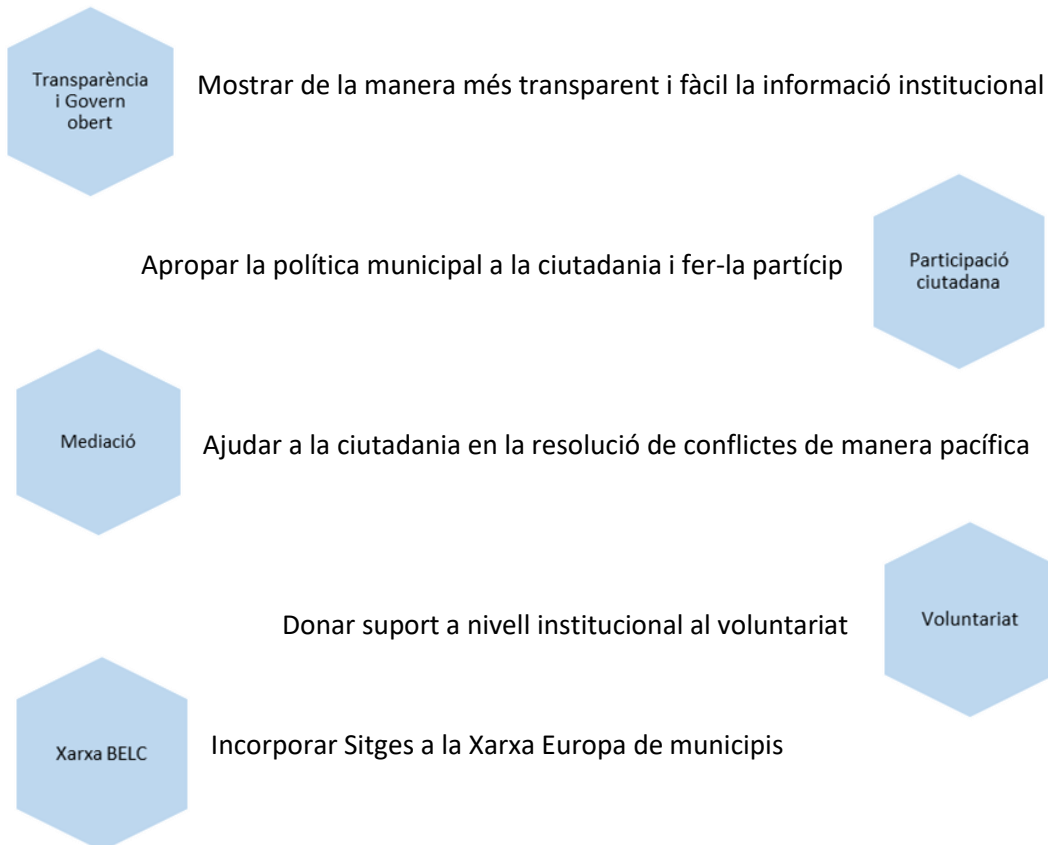 Transparència
i Govern
obert
Mostrar de la manera més transparent i fàcil la informació institucional
Apropar la política municipal a la ciutadania i fer-la partícip
Participació
ciutadana
Mediació
Ajudar a la ciutadania en la resolució de conflictes de manera pacífica
Donar suport a nivell institucional al voluntariat
Voluntariat
Xarxa BELC
Incorporar Sitges a la Xarxa Europa de municipis